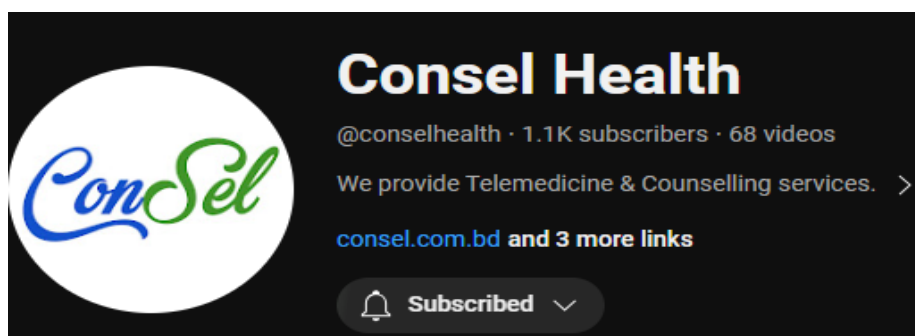 ConSel
Consel Health
@conselhealth · 1.1K subscribers · 68 videos
We provide Telemedicine & Counselling services.
consel.com.bd and 3 more links
Subscribed